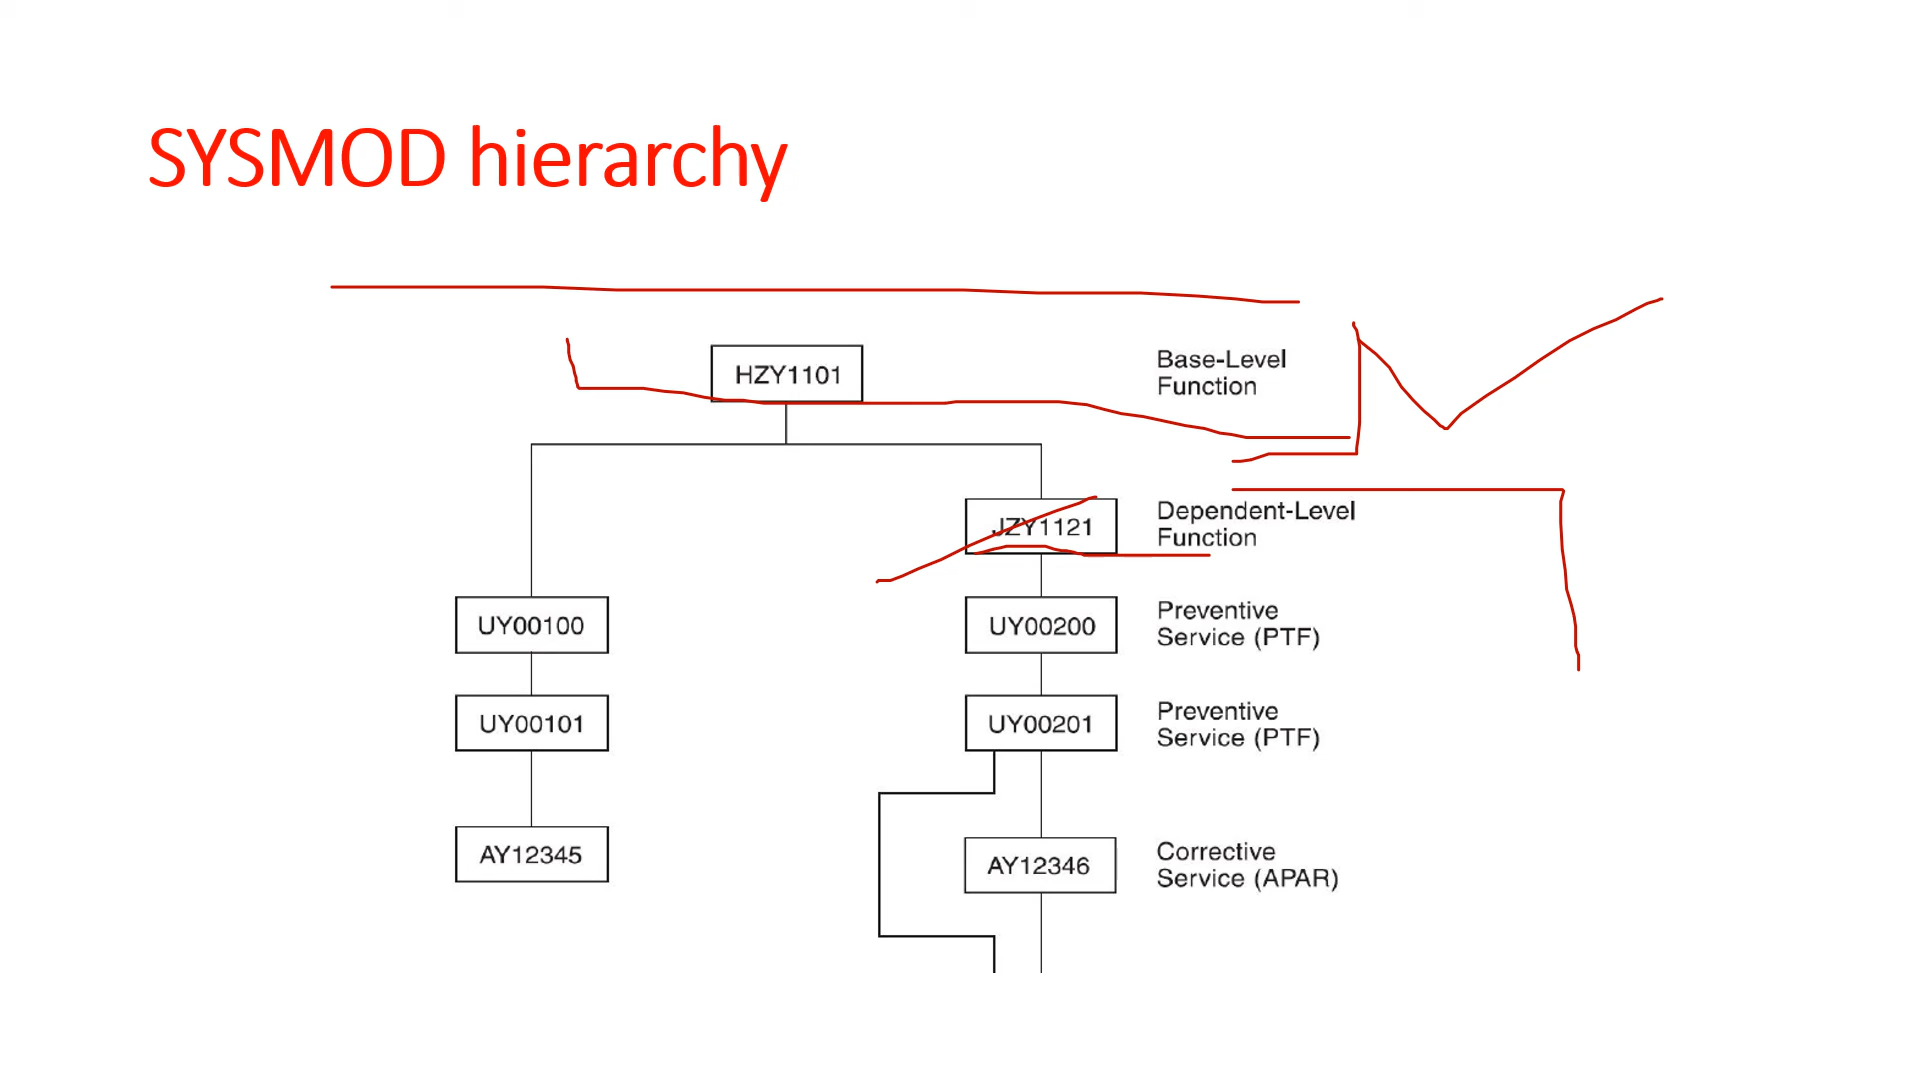 SYSMOD hierarchy
HZY1101
Base-Level
Function
JZY1121
Dependent-Level
Function
UY00100
UY00200
Preventive
Service (PTF)
UY00101
UY00201
Preventive
Service (PTF)
AY12345
AY12346
Corrective
Service (APAR)